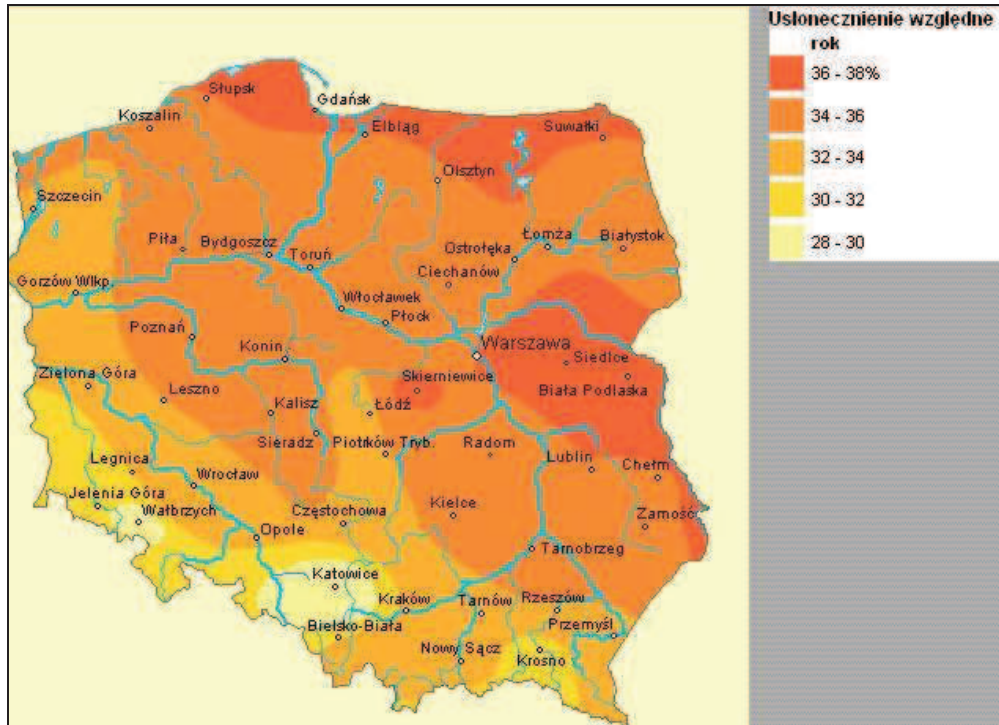 Usłonecznienie względne
rok
36 - 38%
34 - 36
32 - 34
30 - 32
28 - 30
Słupsk
Gdańsk
Koszalin
Elbląg
Suwałki
Olsztyn
Szczecin
Piła
Bydgoszcz
Toruń
Ostrołęka
Łomża
Białystok
Ciechanów
Gorzów Wlkp.
Włocławek
Płock
Poznań
Konin
Warszawa
Siedlce
Zielona Góra
Leszno
Kalisz
Skierniewice
Biała Podlaska
Łódź
Sieradz
Piotrków Tryb.
Radom
Lublin
Chełm
Legnica
Wrocław
Jelenia Góra
Wałbrzych
Częstochowa
Kielce
Zamość
Opole
Tarnobrzeg
Katowice
Kraków
Tarnów
Rzeszów
Bielsko-Biała
Przemyśl
Nowy Sącz
Krosno